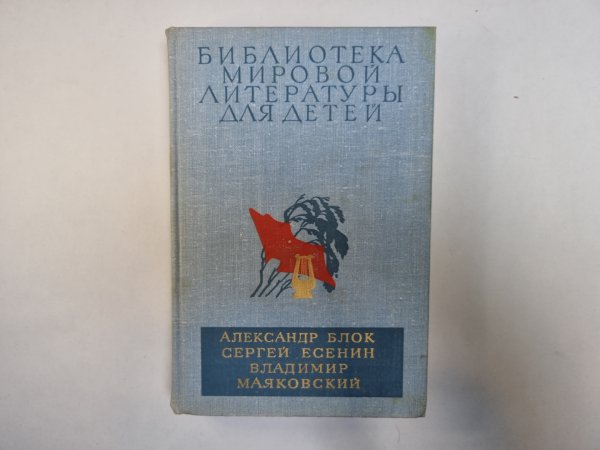 БИБЛИОТЕКА
МИРОВОЙ
ЛИТЕРАТУРЫ
ДЛЯ ДЕТЕЙ
АЛЕКСАНДР БЛОК
СЕРГЕЙ ЕСЕНИН
ВЛАДИМИР
МАЯКОВСКИЙ